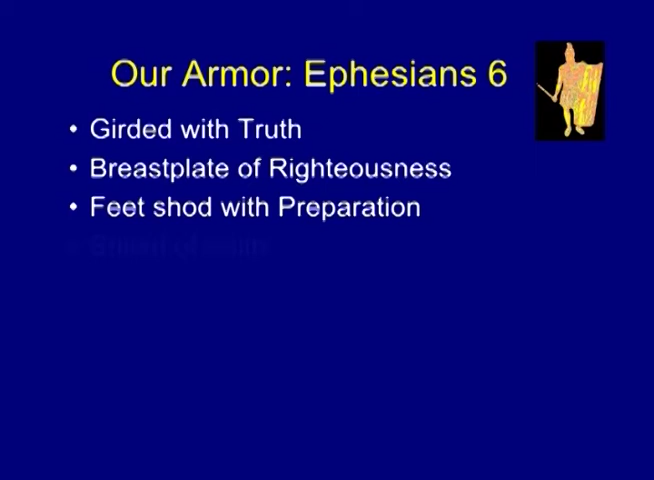 Our Armor: Ephesians 6
• Girded with Truth
• Breastplate of Righteousness
• Feet shod with Preparation